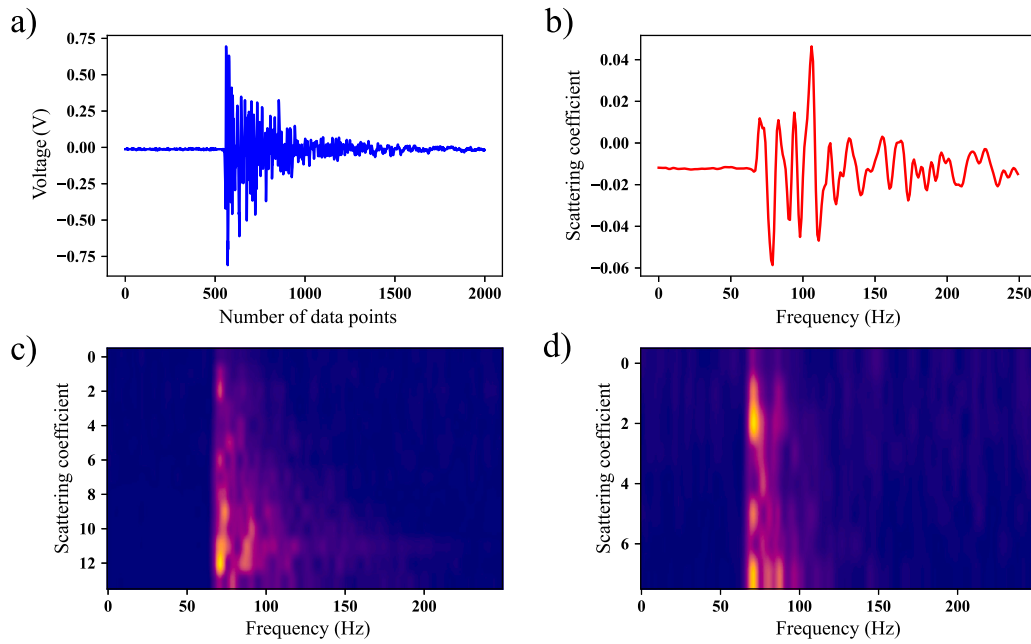 a)
0.75
0.50
0.25
0.00
−0.25
−0.50
−0.75
Voltage (V)
0 500 1000 1500 2000
Number of data points
b)
0.04
0.02
0.00
−0.02
−0.04
−0.06
Scattering coefficient
0 50 100 150 200 250
Frequency (Hz)
c)
0
2
4
6
8
10
12
Scattering coefficient
0 50 100 150 200
Frequency (Hz)
d)
0
2
4
6
Scattering coefficient
0 50 100 150 200
Frequency (Hz)